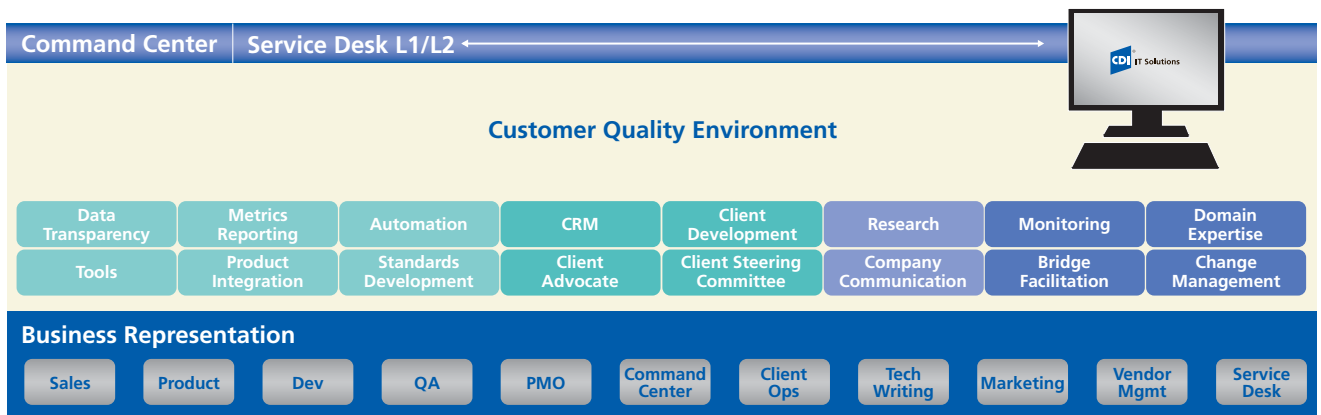 Command Center Service Desk L1/L2
CDI IT Solutions
Customer Quality Environment
Data Transparency
Metrics Reporting
Automation
CRM
Client Development
Research
Monitoring
Domain Expertise
Tools
Product Integration
Standards Development
Client Advocate
Client Steering Committee
Company Communication
Bridge Facilitation
Change Management
Business Representation
Sales
Product
Dev
QA
PMO
Command Center
Client Ops
Tech Writing
Marketing
Vendor Mgmt
Service Desk